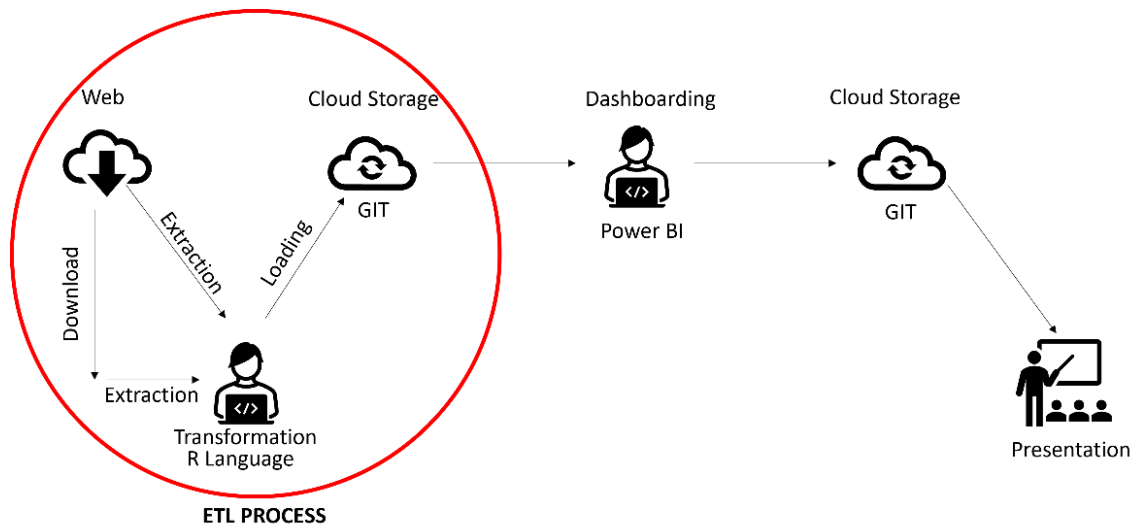 Web
Cloud Storage
Dashboarding
Cloud Storage
</>
GIT
GIT
Power BI
Extraction
Loading
Download
Extraction
</>
Transformation
R Language
Presentation
ETL PROCESS